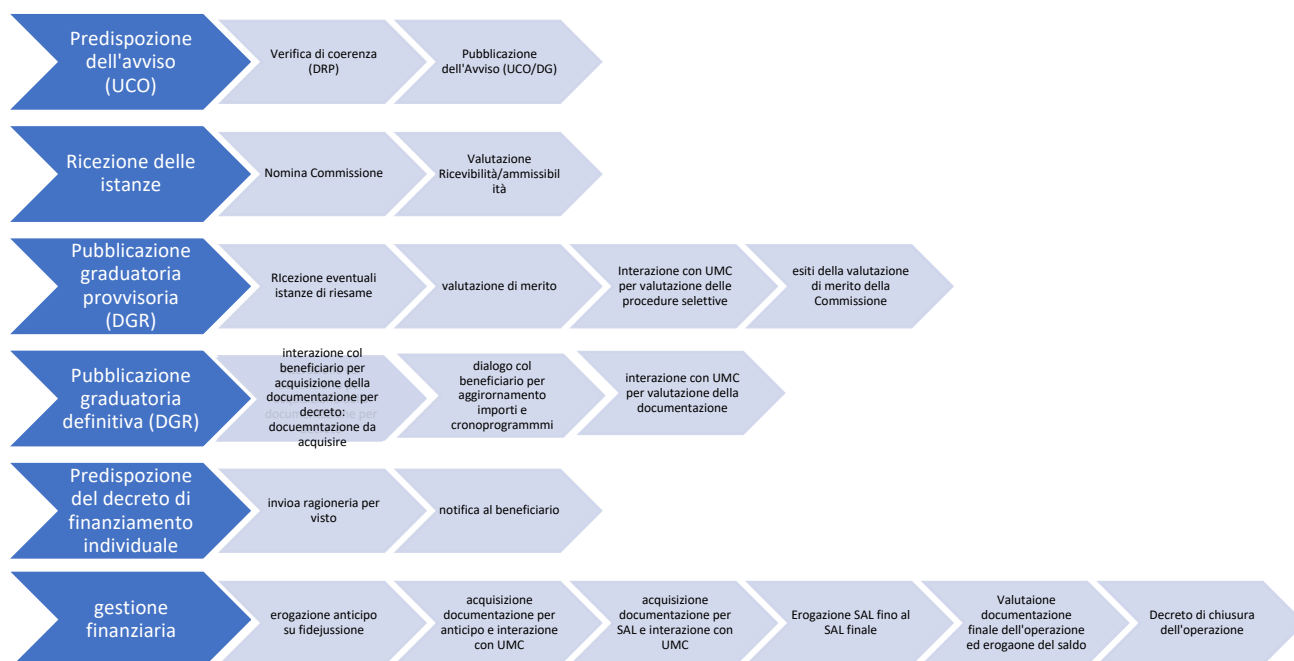 Predispozione
dell'avviso
(UCO)
Verifica di coerenza
(DRP)
Pubblicazione
dell'Avviso (UCO/DG)
Ricezione delle
istanze
Nomina Commissione
Valutazione
Ricevibilità/ammissibil
ità
Pubblicazione
graduatoria
provvisoria
(DGR)
RIcezione eventuali
istanze di riesame
valutazione di merito
Interazione con UMC
per valutazione delle
procedure selettive
esiti della valutazione
di merito della
Commissione
Pubblicazione
graduatoria
definitiva (DGR)
interazione col
beneficiario per
acquisizione della
documentazione per
decreto:
docuemntazione da
acquisire
dialogo col
beneficiario per
aggirornamento
importi e
cronoprogrammmi
interazione con UMC
per valutazione della
documentazione
Predispozione
del decreto di
finanziamento
individuale
invioa ragioneria per
visto
notifica al beneficiario
gestione
finanziaria
erogazione anticipo
su fidejussione
acquisizione
documentazione per
anticipo e interazione
con UMC
acquisizione
documentazione per
SAL e interazione con
UMC
Erogazione SAL fino al
SAL finale
Valutaione
documentazione
finale dell'operazione
ed erogaone del saldo
Decreto di chiusura
dell'operazione